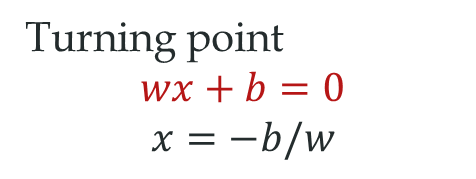 Turning point
wx + b = 0
x = −b/w